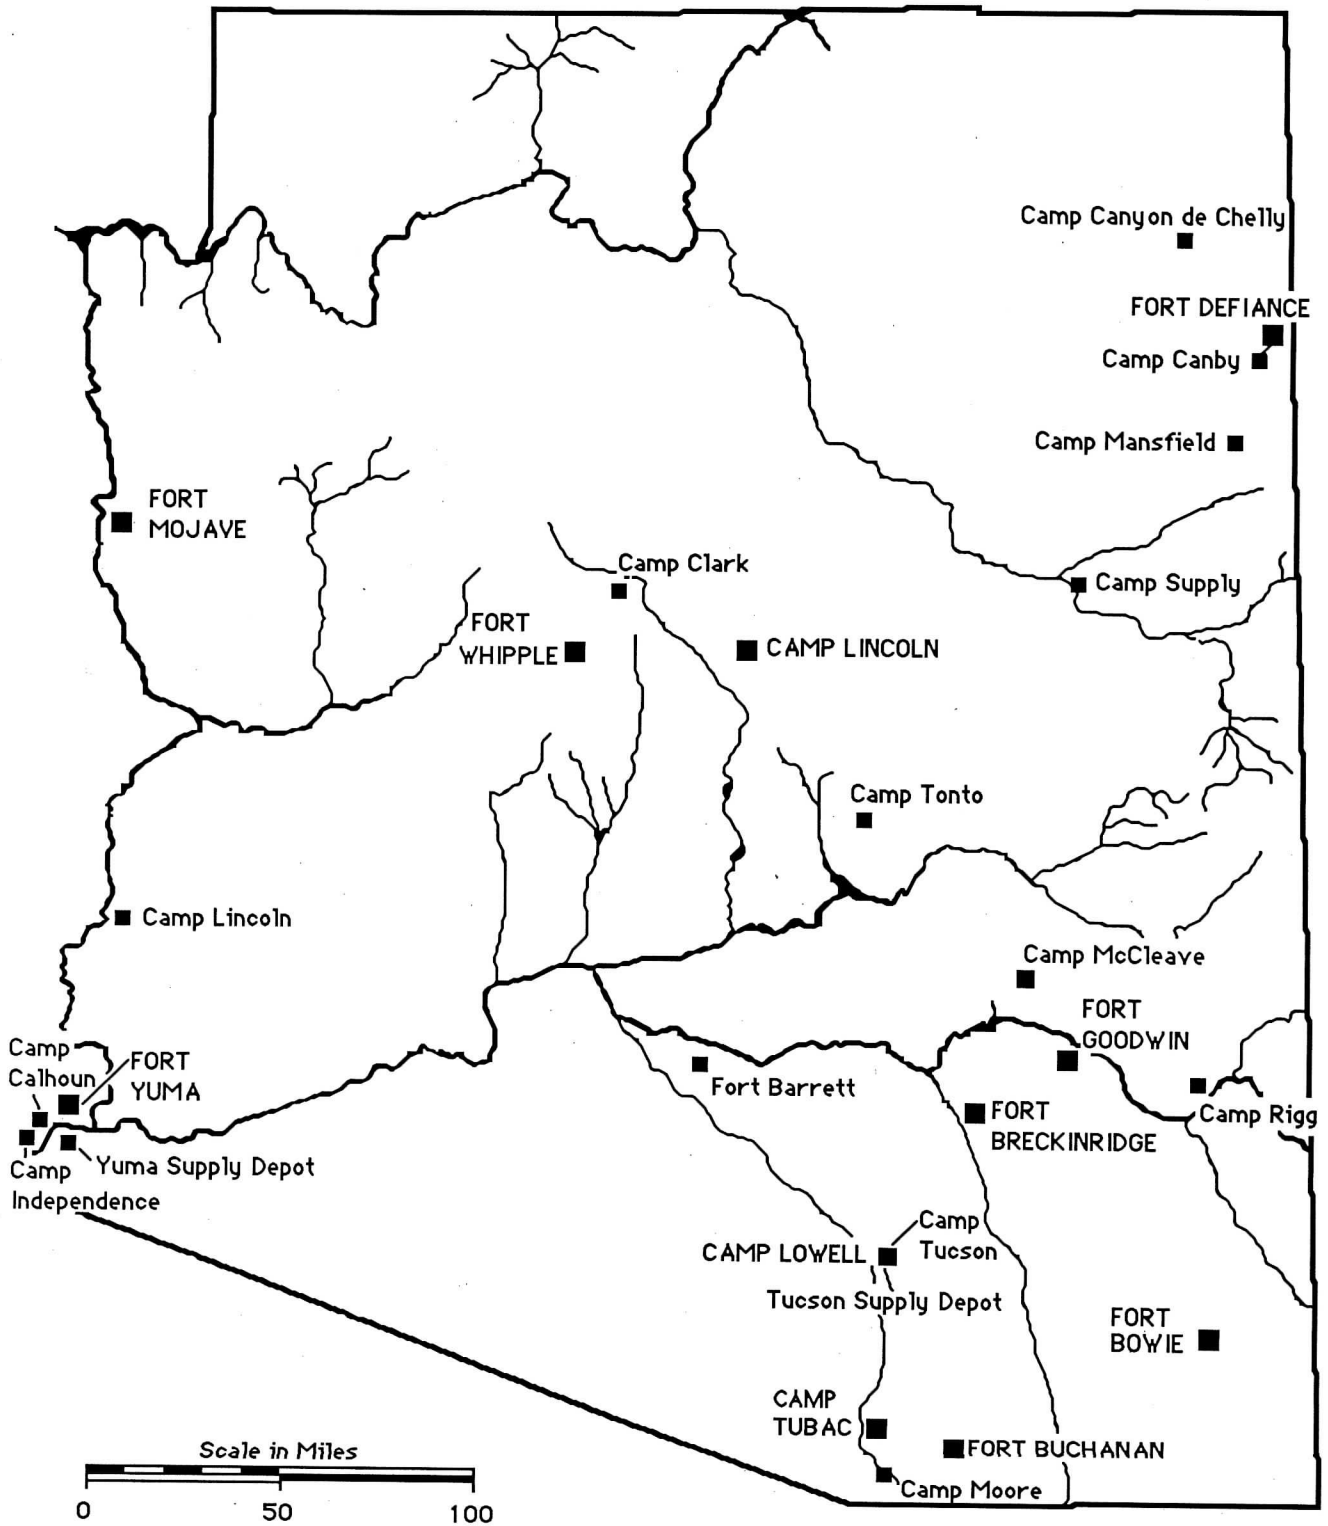 Camp Canyon de Chelly
FORT DEFIANCE
Camp Canby
Camp Mansfield
FORT
MOJAVE
Camp Clark
Camp Supply
FORT
WHIPPLE
CAMP LINCOLN
Camp Tonto
Camp Lincoln
Camp McCleave
FORT
GOODWIN
Camp
Calhoun
FORT
YUMA
Fort Barrett
Camp Rigg
FORT
BRECKINRIDGE
Yuma Supply Depot
Camp
Independence
Camp
Tucson
CAMP LOWELL
Tucson Supply Depot
FORT
BOWIE
CAMP
TUBAC
FORT BUCHANAN
Camp Moore
Scale in Miles
0 50 100